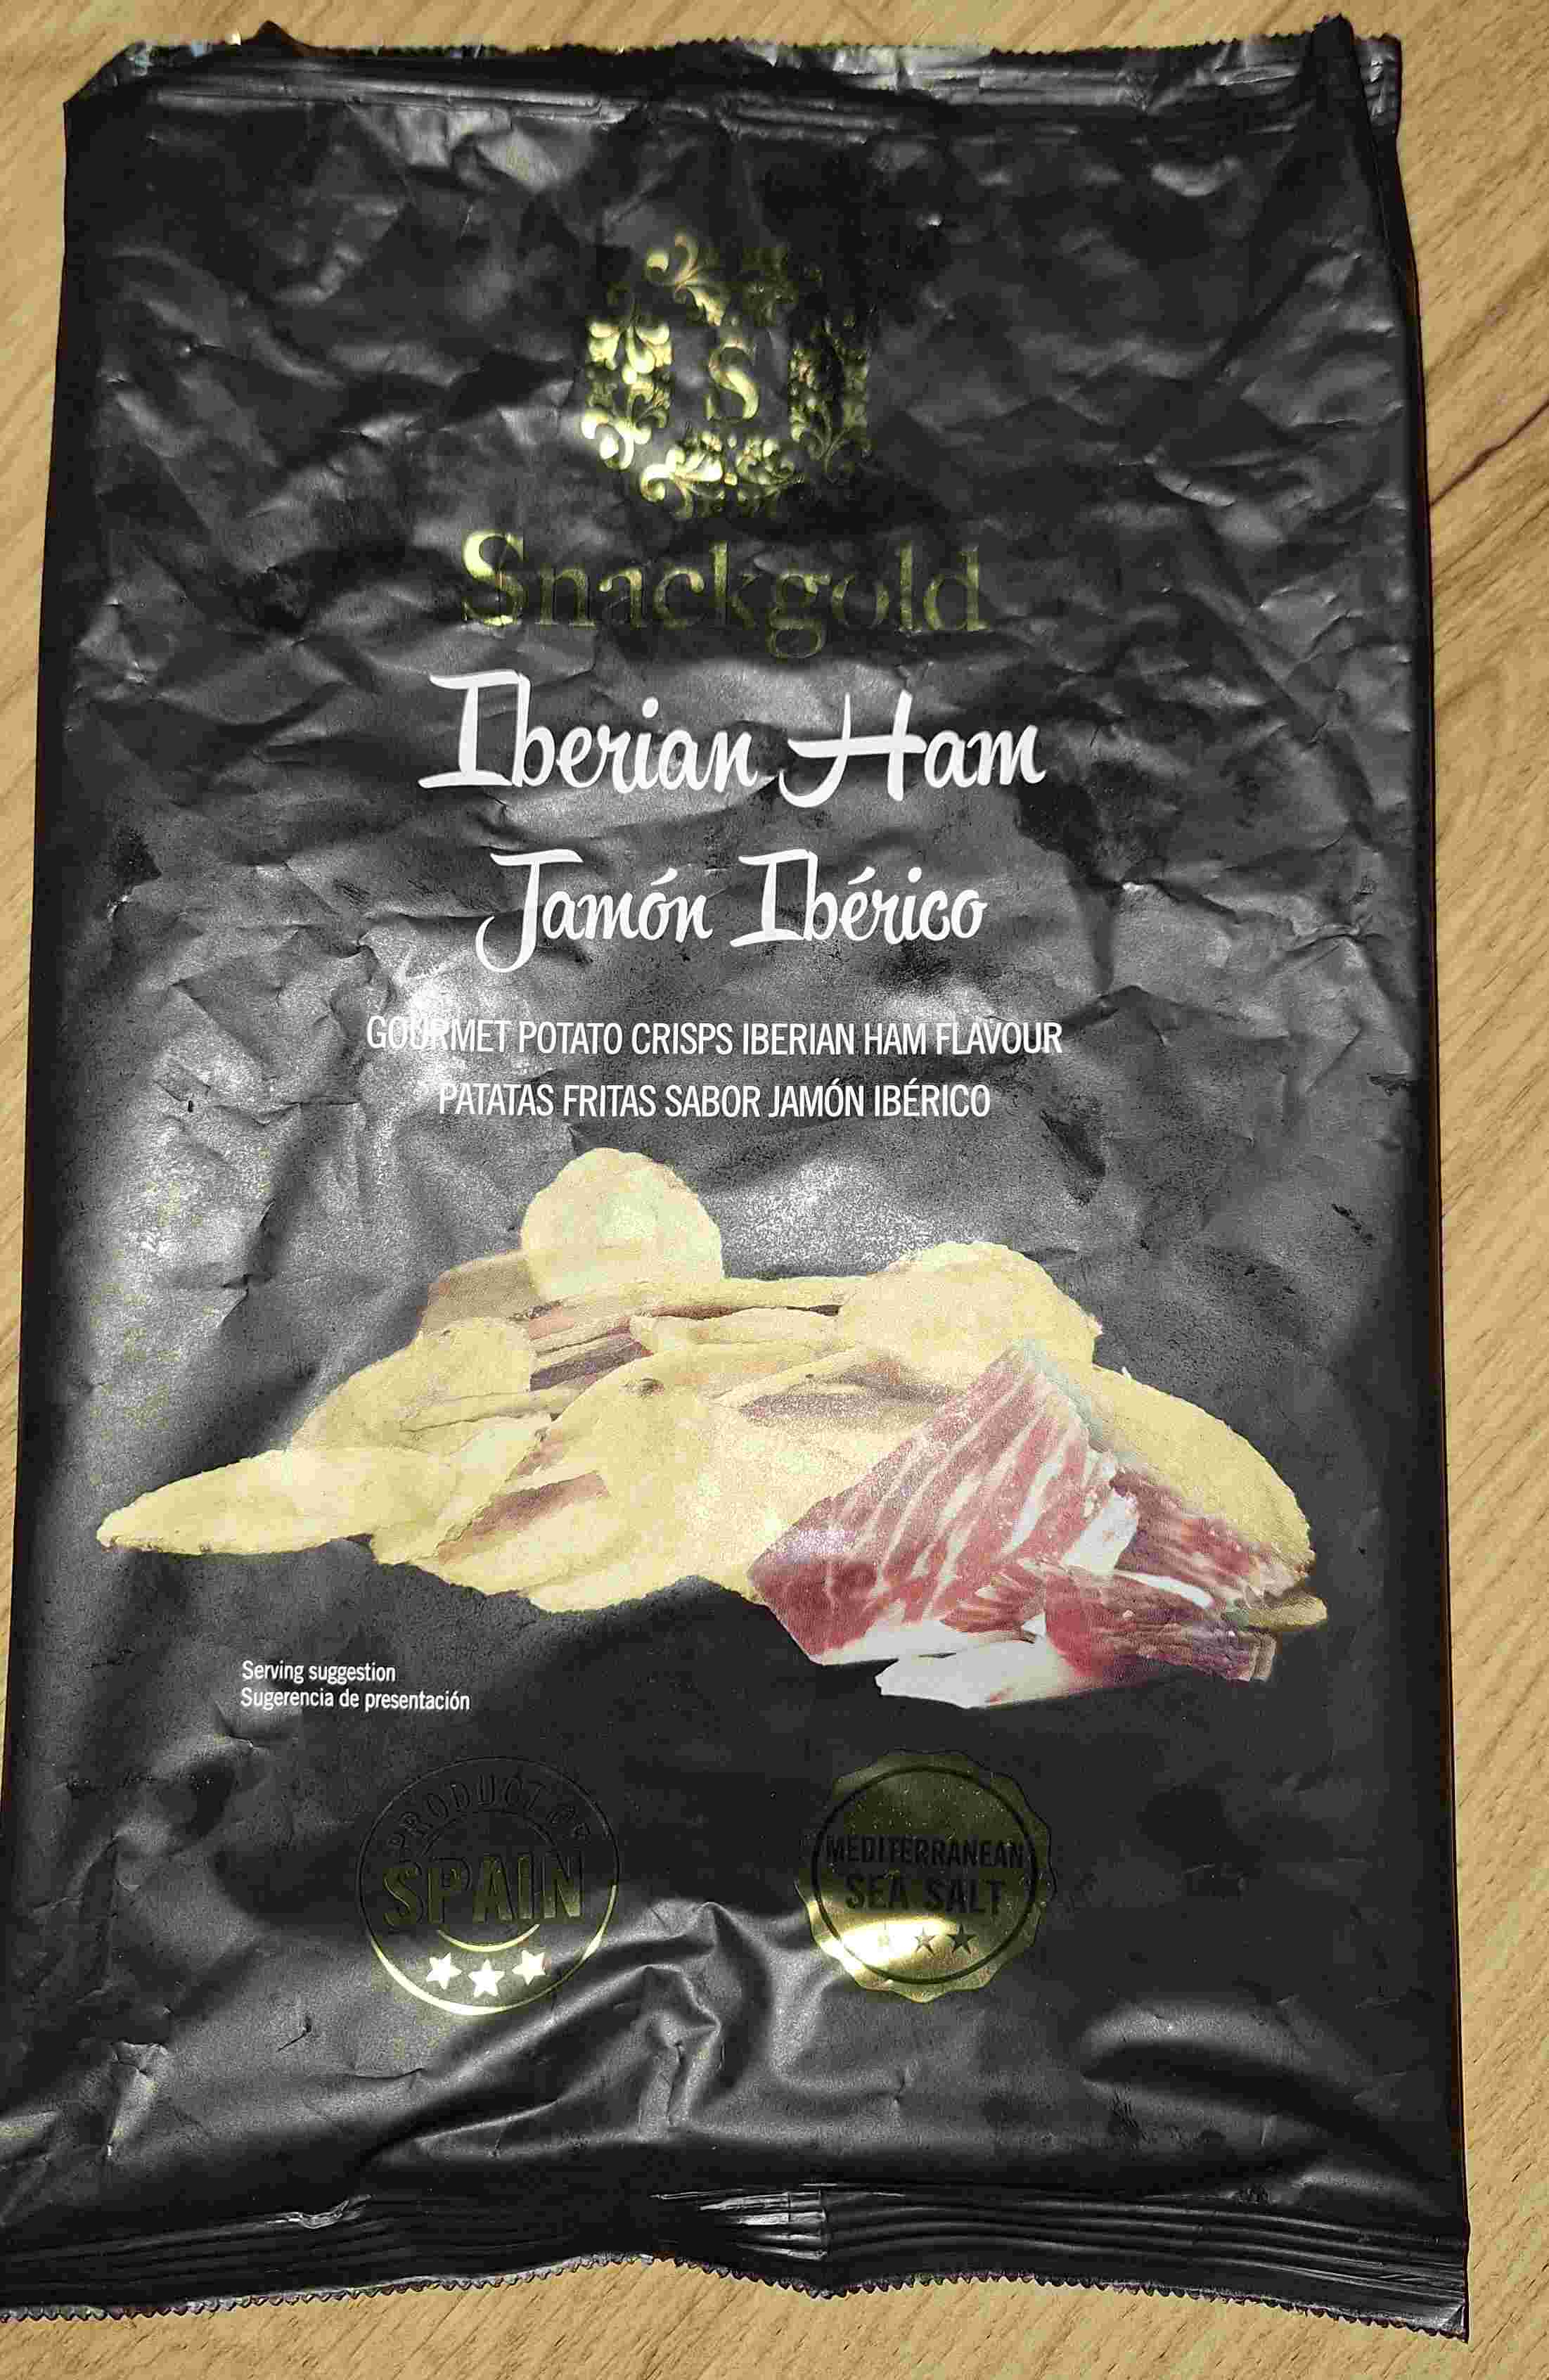 S
Snackgold
Iberian Ham
Jamón Ibérico
GOURMET POTATO CRISPS IBERIAN HAM FLAVOUR
PATATAS FRITAS SABOR JAMÓN IBÉRICO
Serving suggestion
Sugerencia de presentación
PRODUCT OF
SPAIN
MEDITERRANEAN
SEA SALT